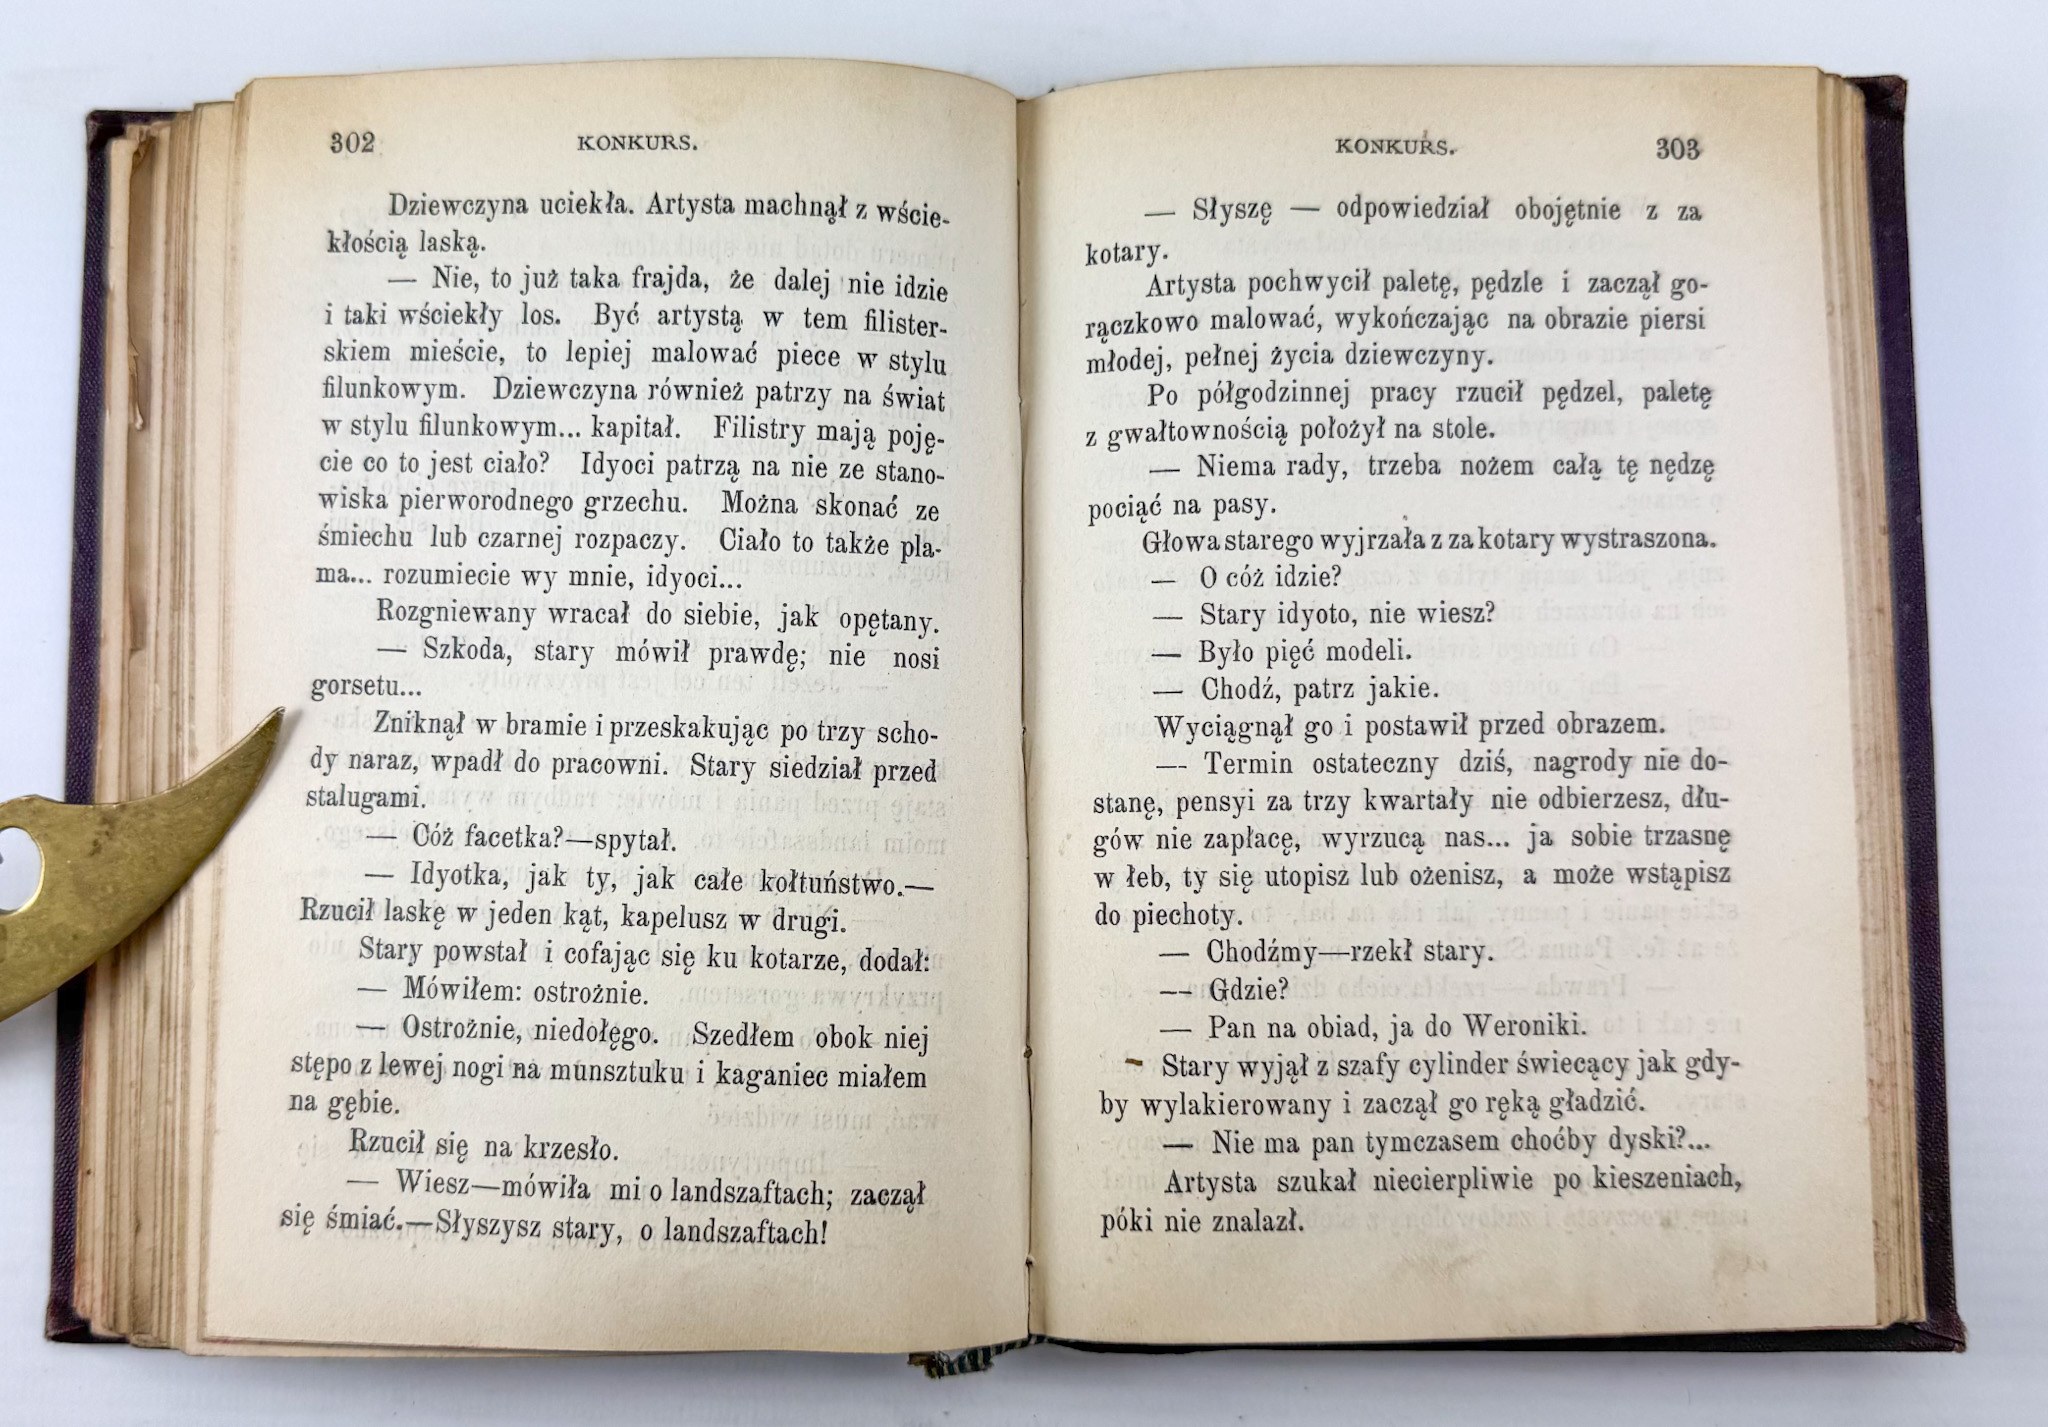 302
KONKURS.
Dziewczyna uciekła. Artysta machnął z wście-
kłością laską.
— Nie, to już taka frajda, że dalej nie idzie
i taki wściekły los. Być artystą w tem filister-
skiem mieście, to lepiej malować piece w stylu
filunkowym. Dziewczyna również patrzy na świat
w stylu filunkowym... kapitał. Filistry mają poję-
cie co to jest ciało? Idyoci patrzą na nie ze stano-
wiska pierworodnego grzechu. Można skonać ze
śmiechu lub czarnej rozpaczy. Ciało to także pla-
ma... rozumiecie wy mnie, idyoci...
Rozgniewany wracał do siebie, jak opętany.
— Szkoda, stary mówił prawdę; nie nosi
gorsetu...
Zniknął w bramie i przeskakując po trzy scho-
dy naraz, wpadł do pracowni. Stary siedział przed
stalugami.
— Cóż facetka?—spytał.
— Idyotka, jak ty, jak całe kołtuństwo.—
Rzucił laskę w jeden kąt, kapelusz w drugi.
Stary powstał i cofając się ku kotarze, dodał:
— Mówiłem: ostrożnie.
— Ostrożnie, niedołęgo. Szedłem obok niej
stępo z lewej nogi na munsztuku i kaganiec miałem
na gębie.
Rzucił się na krzesło.
— Wiesz—mówiła mi o landszaftach; zaczął
się śmiać.—Słyszysz stary, o landszaftach!
KONKURS.
303
— Słyszę — odpowiedział obojętnie z za
kotary.
Artysta pochwycił paletę, pędzle i zaczął go-
rączkowo malować, wykończając na obrazie piersi
młodej, pełnej życia dziewczyny.
Po półgodzinnej pracy rzucił pędzel, paletę
z gwałtownością położył na stole.
— Niema rady, trzeba nożem całą tę nędzę
pociąć na pasy.
Głowa starego wyjrzała z za kotary wystraszona.
— O cóż idzie?
— Stary idyoto, nie wiesz?
— Było pięć modeli.
— Chodź, patrz jakie.
Wyciągnął go i postawił przed obrazem.
— Termin ostateczny dziś, nagrody nie do-
stanę, pensyi za trzy kwartały nie odbierzesz, dłu-
gów nie zapłacę, wyrzucą nas... ja sobie trzasnę
w łeb, ty się utopisz lub ożenisz, a może wstąpisz
do piechoty.
— Chodźmy—rzekł stary.
— Gdzie?
— Pan na obiad, ja do Weroniki.
Stary wyjął z szafy cylinder świecący jak gdy-
by wylakierowany i zaczął go ręką gładzić.
— Nie ma pan tymczasem choćby dyski?...
Artysta szukał niecierpliwie po kieszeniach,
póki nie znalazł.